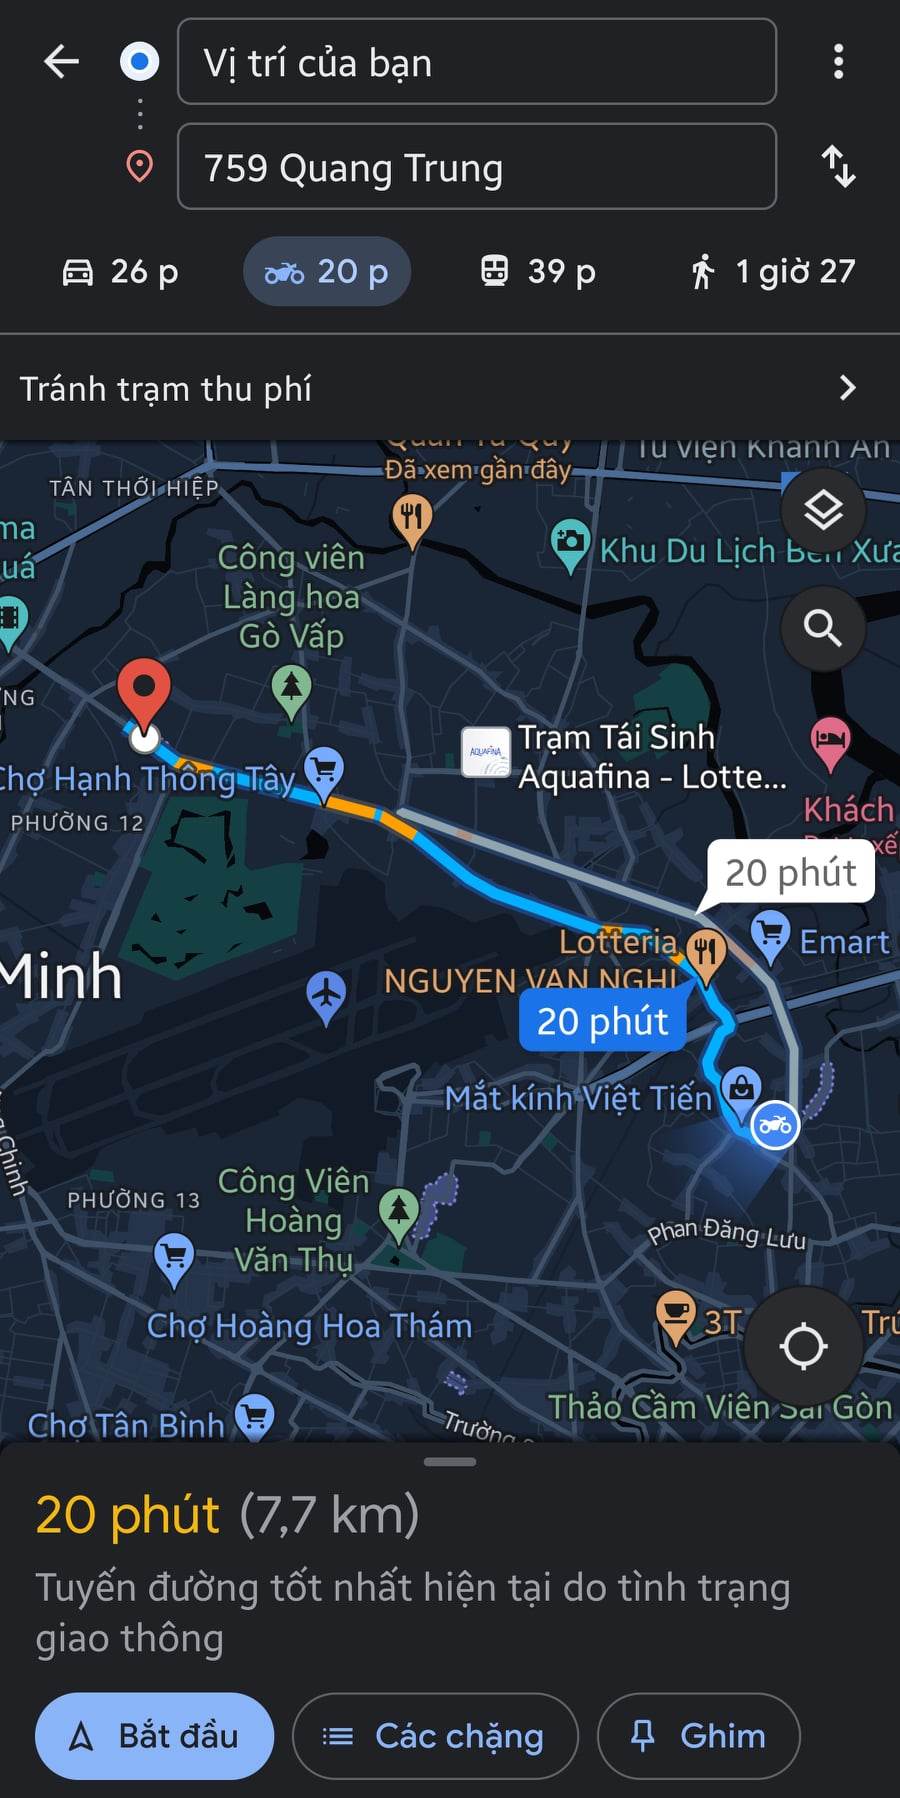 Vị trí của bạn
759 Quang Trung
26 p
20 p
39 p
1 giờ 27
Tránh trạm thu phí
Đã xem gần đây
TÂN THỚI HIỆP
Công viên
Làng hoa
Gò Vấp
Khu Du Lịch Bến Xưa
Trạm Tái Sinh
Aquafina - Lotte...
AQUAFINA
Chợ Hạnh Thông Tây
PHƯỜNG 12
Khách
20 phút
Lotteria
NGUYEN VAN NGHI
Emart
Minh
20 phút
Mắt kính Việt Tiến
PHƯỜNG 13
Công Viên
Hoàng
Văn Thụ
Phan Đăng Lưu
Chợ Hoàng Hoa Thám
3T
Thảo Cầm Viên Sài Gòn
Chợ Tân Bình
Trường
20 phút (7,7 km)
Tuyến đường tốt nhất hiện tại do tình trạng
giao thông
Bắt đầu
Các chặng
Ghim